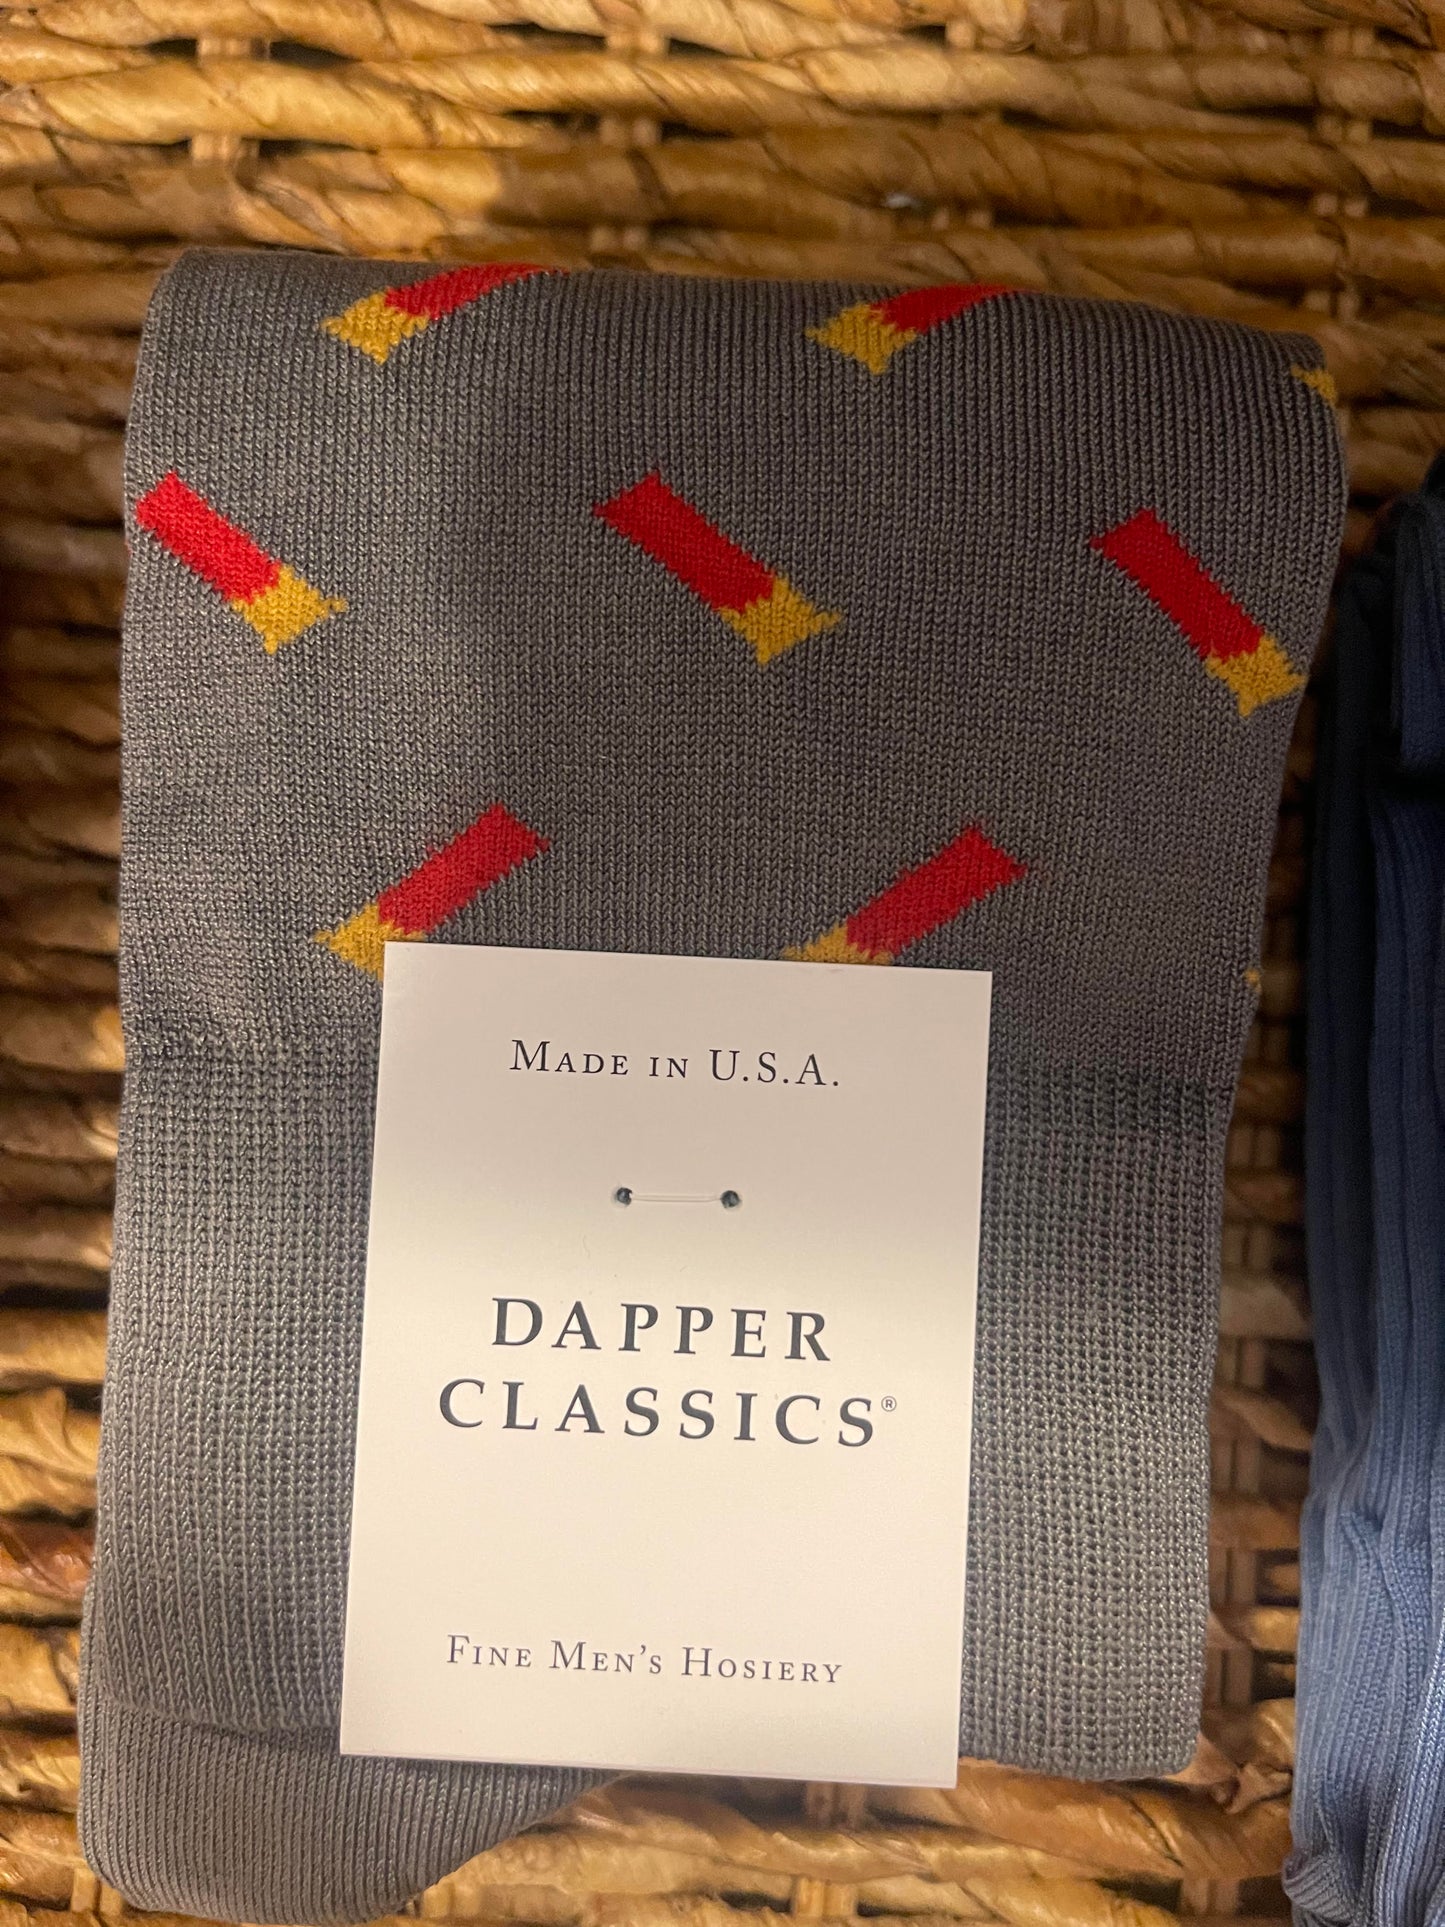 Made in U.S.A.
DAPPER
CLASSICS®
Fine Men's Hosiery